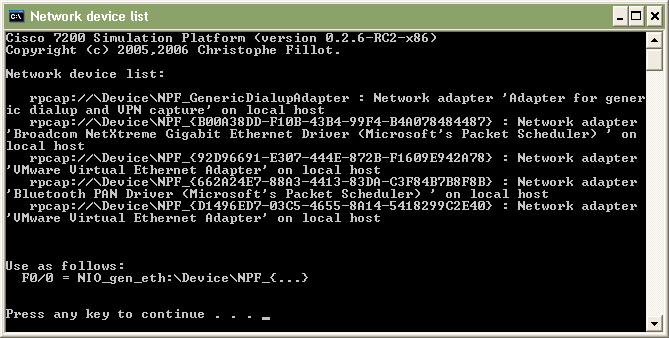 Network device list
Cisco 7200 Simulation Platform (version 0.2.6-RC2-x86)
Copyright (c) 2005,2006 Christophe Fillot.
Network device list:
rpcap://\Device\NPF_GenericDialupAdapter : Network adapter 'Adapter for gener
ic dialup and VPN capture' on local host
rpcap://\Device\NPF_{B00A38DD-F10B-43B4-99F4-B4A078484487} : Network adapter
'Broadcom NetXtreme Gigabit Ethernet Driver (Microsoft's Packet Scheduler) ' on
local host
rpcap://\Device\NPF_{92D96691-E307-444E-872B-F1609E942A78} : Network adapter
'VMware Virtual Ethernet Adapter' on local host
rpcap://\Device\NPF_{662A24E7-88A3-4413-83DA-C3F84B7B8F8B} : Network adapter
'Bluetooth PAN Driver (Microsoft's Packet Scheduler) ' on local host
rpcap://\Device\NPF_{D1496ED7-03C5-4655-8A14-5418299C2E40} : Network adapter
'VMware Virtual Ethernet Adapter' on local host
Use as follows:
F0/0 = NIO_gen_eth:\Device\NPF_{...}
Press any key to continue . . . _